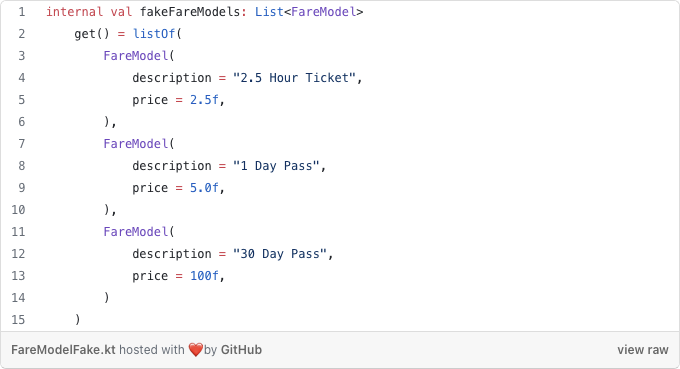 1 internal val fakeFareModels: List<FareModel>
2     get() = listOf(
3         FareModel(
4             description = "2.5 Hour Ticket",
5             price = 2.5f,
6         ),
7         FareModel(
8             description = "1 Day Pass",
9             price = 5.0f,
10         ),
11         FareModel(
12             description = "30 Day Pass",
13             price = 100f,
14         )
15     )
FareModelFake.kt hosted with ❤ by GitHub view raw